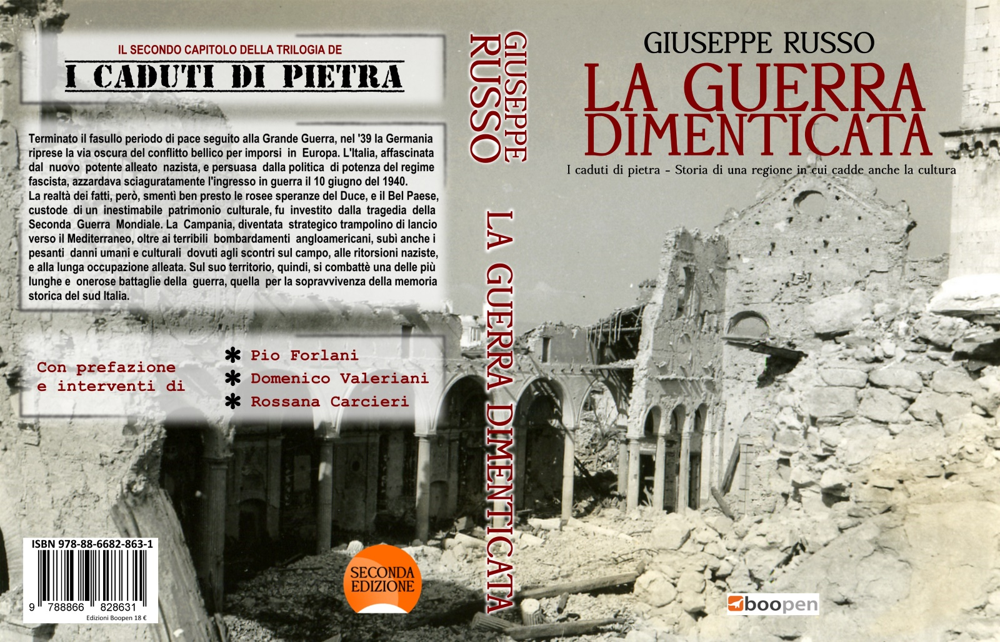 IL SECONDO CAPITOLO DELLA TRILOGIA DE
I CADUTI DI PIETRA
Terminato il fasullo periodo di pace seguito alla Grande Guerra, nel '39 la Germania
riprese la via oscura del conflitto bellico per imporsi in Europa. L'Italia, affascinata
dal nuovo potente alleato nazista, e persuasa dalla politica di potenza del regime
fascista, azzardava sciaguratamente l'ingresso in guerra il 10 giugno del 1940.
La realtà dei fatti, però, smentì ben presto le rosee speranze del Duce, e il Bel Paese,
custode di un inestimabile patrimonio culturale, fu investito dalla tragedia della
Seconda Guerra Mondiale. La Campania, diventata strategico trampolino di lancio
verso il Mediterraneo, oltre ai terribili bombardamenti angloamericani, subì anche i
pesanti danni umani e culturali dovuti agli scontri sul campo, alle ritorsioni naziste,
e alla lunga occupazione alleata. Sul suo territorio, quindi, si combattè una delle più
lunghe e onerose battaglie della guerra, quella per la sopravvivenza della memoria
storica del sud Italia.
Con prefazione
e interventi di
* Pio Forlani
* Domenico Valeriani
* Rossana Carcieri
ISBN 978-88-6682-863-1
9 788866 828631
Edizioni Boopen 18 €
SECONDA
EDIZIONE
GIUSEPPE
RUSSO
LA GUERRA DIMENTICATA
GIUSEPPE RUSSO
LA GUERRA
DIMENTICATA
I caduti di pietra - Storia di una regione in cui cadde anche la cultura
boopen